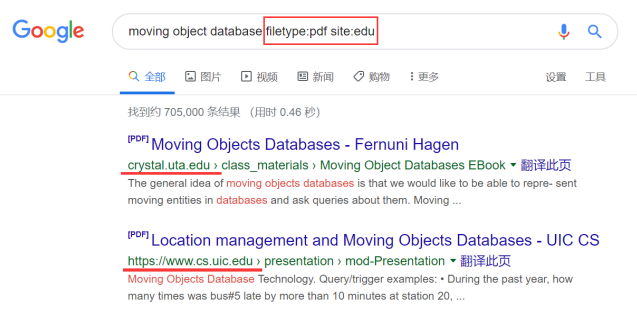 Google
moving object database filetype:pdf site:edu
全部 图片 视频 新闻 购物 更多 设置 工具
找到约 705,000 条结果 （用时 0.46 秒）
[PDF] Moving Objects Databases - Fernuni Hagen
crystal.uta.edu › class_materials › Moving Object Databases EBook 翻译此页
The general idea of moving objects databases is that we would like to be able to repre- sent
moving entities in databases and ask queries about them. Moving ...
[PDF] Location management and Moving Objects Databases - UIC CS
https://www.cs.uic.edu › presentation › mod-Presentation 翻译此页
Moving Objects Database Technology. Query/trigger examples: • During the past year, how
many times was bus#5 late by more than 10 minutes at station 20, ...